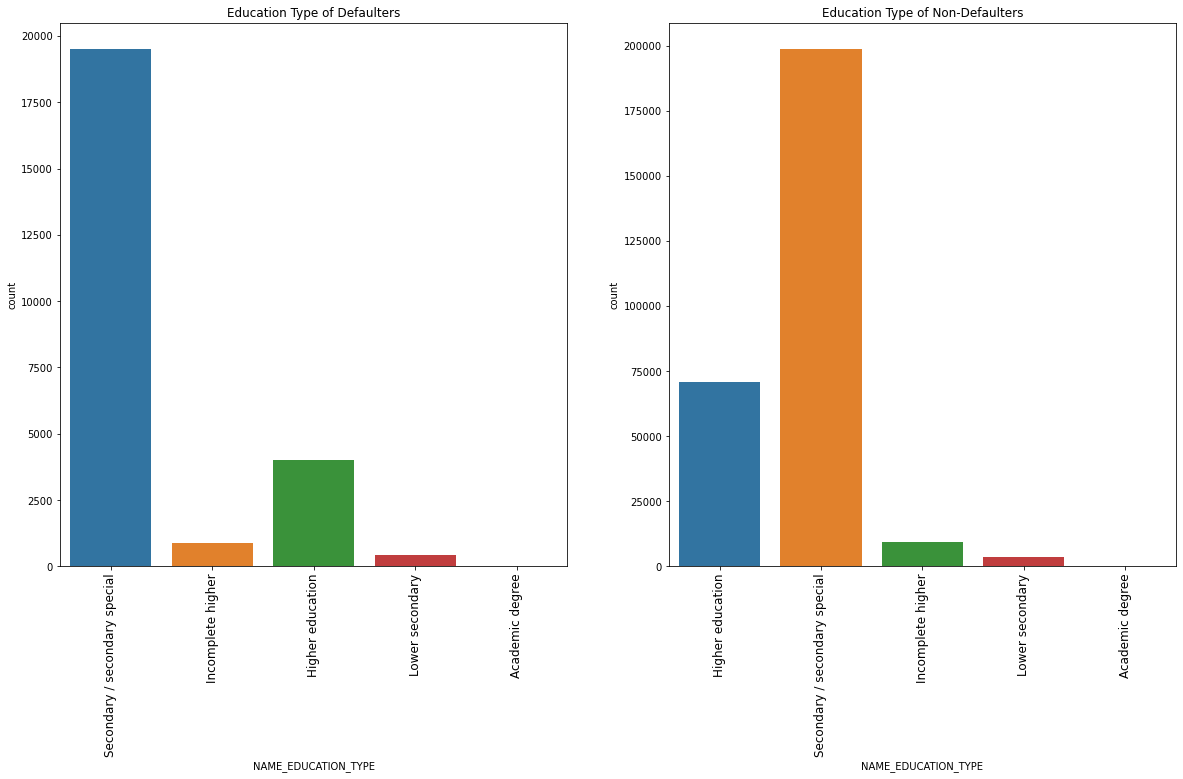 Education Type of Defaulters
20000
17500
15000
12500
10000
7500
5000
2500
0
count
Secondary / secondary special
Incomplete higher
Higher education
Lower secondary
Academic degree
NAME_EDUCATION_TYPE
Education Type of Non-Defaulters
200000
175000
150000
125000
100000
75000
50000
25000
0
count
Higher education
Secondary / secondary special
Incomplete higher
Lower secondary
Academic degree
NAME_EDUCATION_TYPE